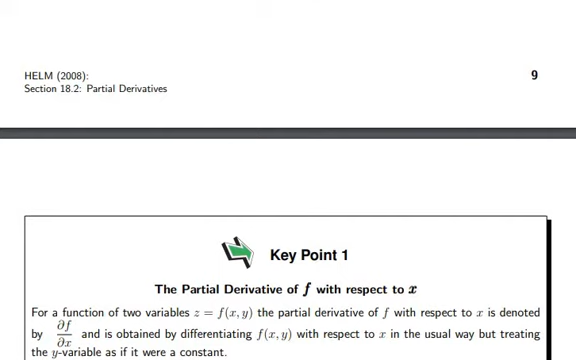 HELM (2008):
Section 18.2: Partial Derivatives
9
Key Point 1
The Partial Derivative of f with respect to x
For a function of two variables z = f(x, y) the partial derivative of f with respect to x is denoted
by ∂f/∂x and is obtained by differentiating f(x, y) with respect to x in the usual way but treating
the y-variable as if it were a constant.